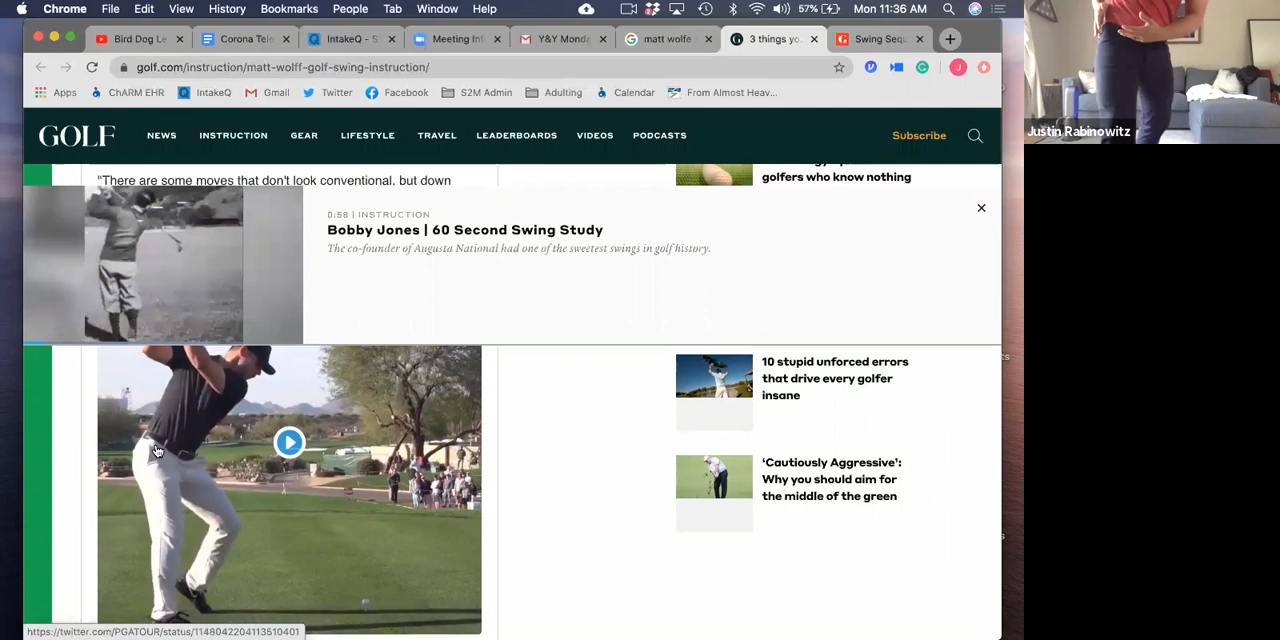 Chrome File Edit View History Bookmarks People Tab Window Help 57% Mon 11:36 AM
Bird Dog Le Corona Tele IntakeQ - S Meeting Inf Y&Y Monda matt wolfe 3 things yo Swing Sequ
golf.com/instruction/matt-wolff-golf-swing-instruction/
Apps ChARM EHR IntakeQ Gmail Twitter Facebook S2M Admin Adulting Calendar From Almost Heav...
GOLF NEWS INSTRUCTION GEAR LIFESTYLE TRAVEL LEADERBOARDS VIDEOS PODCASTS Subscribe
Justin Rabinowitz
"There are some moves that don't look conventional, but down
golfers who know nothing
0:58 | INSTRUCTION
Bobby Jones | 60 Second Swing Study
The co-founder of Augusta National had one of the sweetest swings in golf history.
10 stupid unforced errors
that drive every golfer
insane
‘Cautiously Aggressive’:
Why you should aim for
the middle of the green
https://twitter.com/PGATOUR/status/1148042204113510401